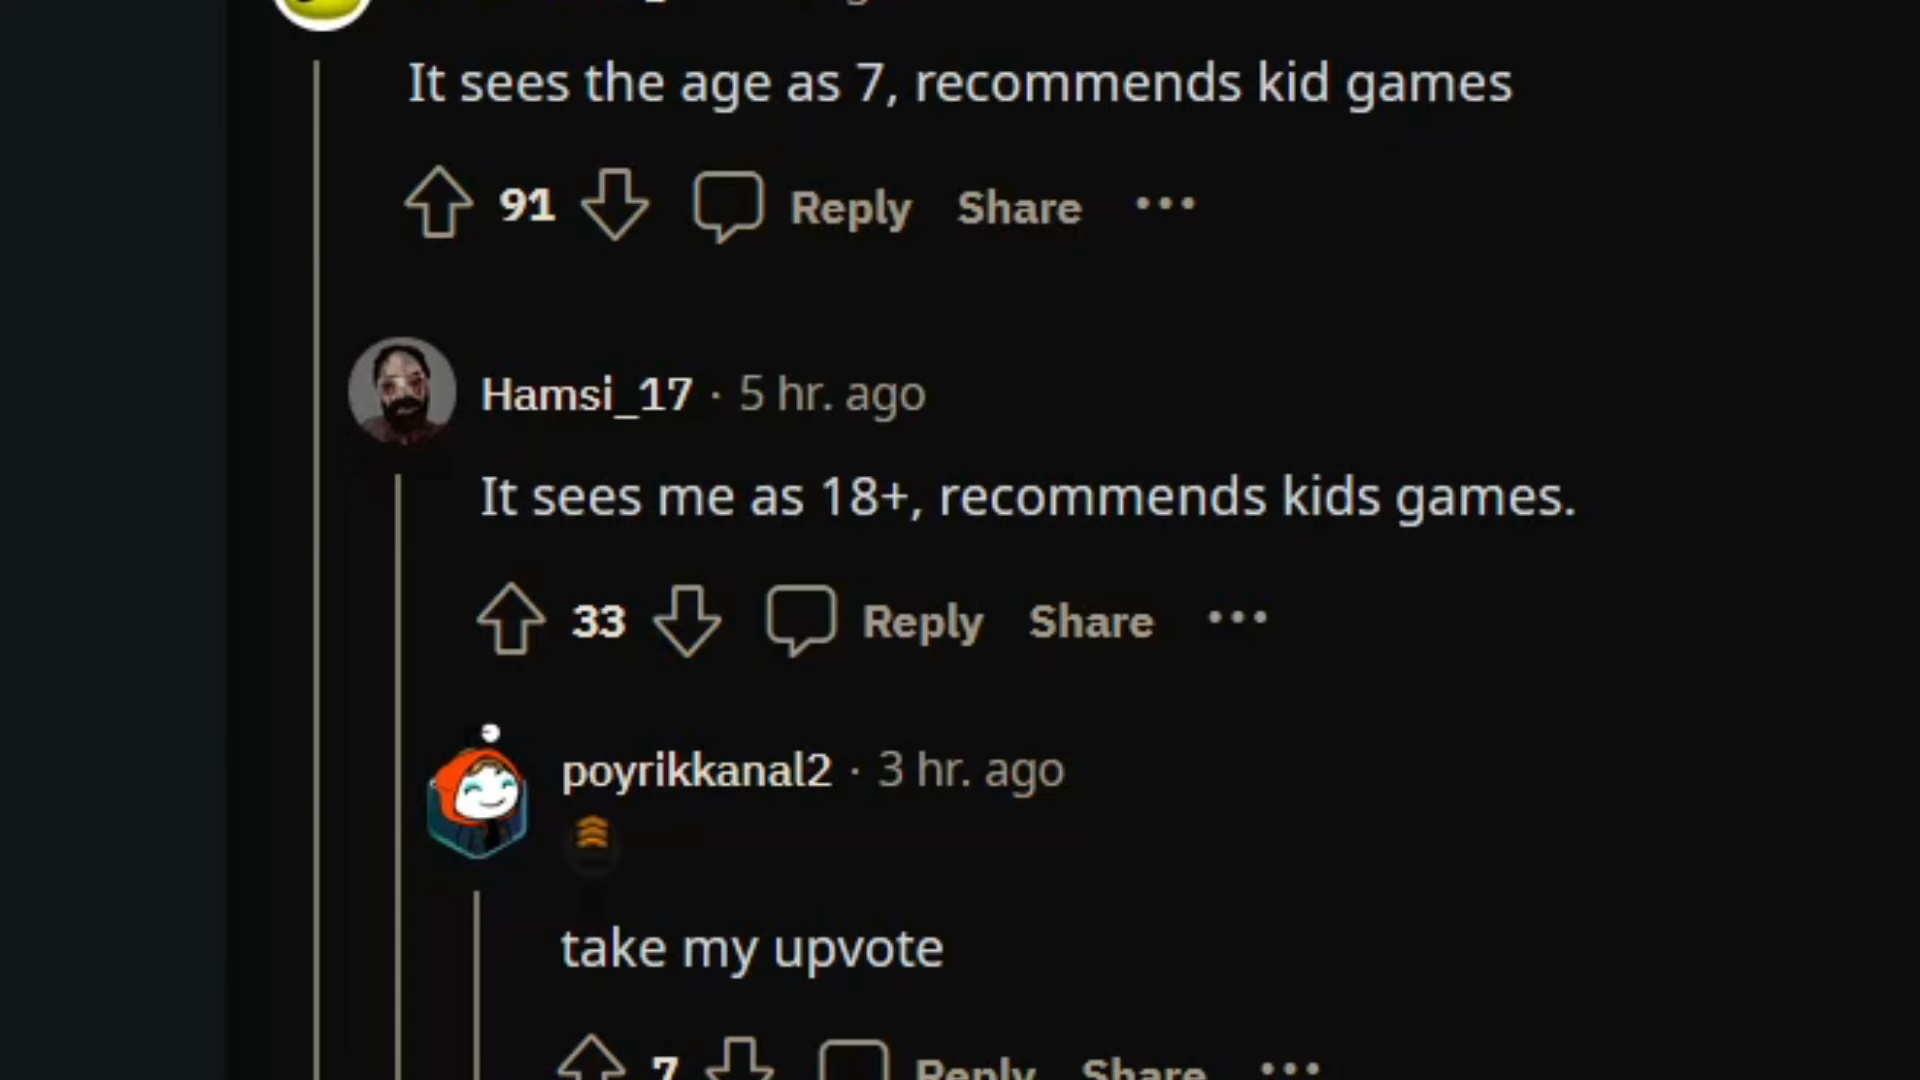 It sees the age as 7, recommends kid games
91 Reply Share ...
Hamsi_17 · 5 hr. ago
It sees me as 18+, recommends kids games.
33 Reply Share ...
poyrikkanal2 · 3 hr. ago
take my upvote
7 Reply Share ...